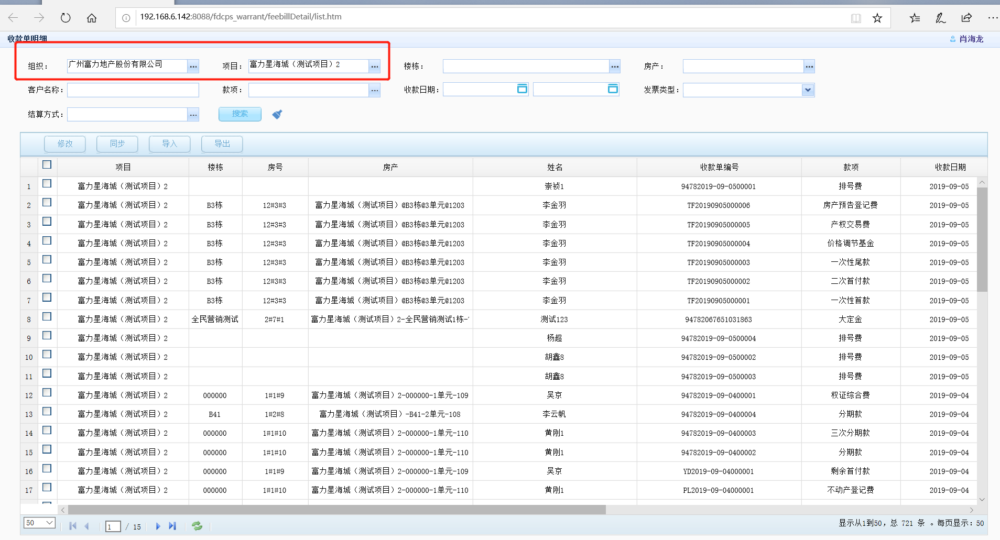 192.168.6.142:8088/fdcps_warrant/feebillDetail/list.htm
收款单明细 肖海龙
组织： 广州富力地产股份有限公司 ... 项目： 富力星海城（测试项目）2 ... 楼栋： ... 房产： ...
客户名称： 款项： ... 收款日期： 发票类型：
结算方式： ... 搜索
修改 同步 导入 导出
项目 楼栋 房号 房产 姓名 收款单编号 款项 收款日期
1 富力星海城（测试项目）2 崇祯1 94782019-09-0500001 排号费 2019-09-05
2 富力星海城（测试项目）2 B3栋 12#3#3 富力星海城（测试项目）@B3栋@3单元@1203 李金羽 TF20190905000006 房产预告登记费 2019-09-05
3 富力星海城（测试项目）2 B3栋 12#3#3 富力星海城（测试项目）@B3栋@3单元@1203 李金羽 TF20190905000005 产权交易费 2019-09-05
4 富力星海城（测试项目）2 B3栋 12#3#3 富力星海城（测试项目）@B3栋@3单元@1203 李金羽 TF20190905000004 价格调节基金 2019-09-05
5 富力星海城（测试项目）2 B3栋 12#3#3 富力星海城（测试项目）@B3栋@3单元@1203 李金羽 TF20190905000003 一次性尾款 2019-09-05
6 富力星海城（测试项目）2 B3栋 12#3#3 富力星海城（测试项目）@B3栋@3单元@1203 李金羽 TF20190905000002 二次首付款 2019-09-05
7 富力星海城（测试项目）2 B3栋 12#3#3 富力星海城（测试项目）@B3栋@3单元@1203 李金羽 TF20190905000001 一次性首款 2019-09-05
8 富力星海城（测试项目）2 全民营销测试 2#7#1 富力星海城（测试项目）2-全民营销测试1栋- 测试123 94782067651031863 大定金 2019-09-05
9 富力星海城（测试项目）2 杨超 94782019-09-0500004 排号费 2019-09-05
10 富力星海城（测试项目）2 胡鑫8 94782019-09-0500002 排号费 2019-09-05
11 富力星海城（测试项目）2 胡鑫8 94782019-09-0500003 排号费 2019-09-05
12 富力星海城（测试项目）2 000000 1#1#9 富力星海城（测试项目）2-000000-1单元-109 吴京 94782019-09-0400001 权证综合费 2019-09-04
13 富力星海城（测试项目）2 B41 1#2#8 富力星海城（测试项目）-B41-2单元-108 李云帆 94782019-09-0400004 分期款 2019-09-04
14 富力星海城（测试项目）2 000000 1#1#10 富力星海城（测试项目）2-000000-1单元-110 黄刚1 94782019-09-0400003 三次分期款 2019-09-04
15 富力星海城（测试项目）2 000000 1#1#10 富力星海城（测试项目）2-000000-1单元-110 黄刚1 94782019-09-0400002 分期款 2019-09-04
16 富力星海城（测试项目）2 000000 1#1#9 富力星海城（测试项目）2-000000-1单元-109 吴京 YD2019-09-04000001 剩余首付款 2019-09-04
17 富力星海城（测试项目）2 000000 1#1#10 富力星海城（测试项目）2-000000-1单元-110 黄刚1 PL2019-09-04000001 不动产登记费 2019-09-04
50 1 / 15 显示从1到50，总 721 条 。每页显示：50